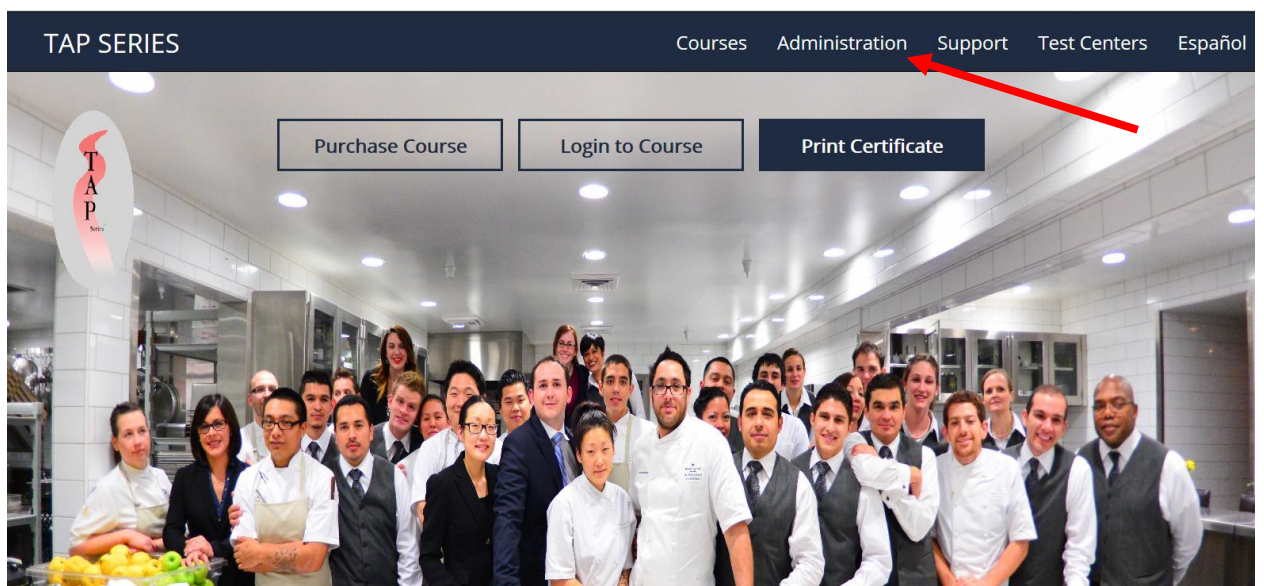 TAP SERIES
Courses Administration Support Test Centers Español
Purchase Course Login to Course Print Certificate
T
A
P
Series